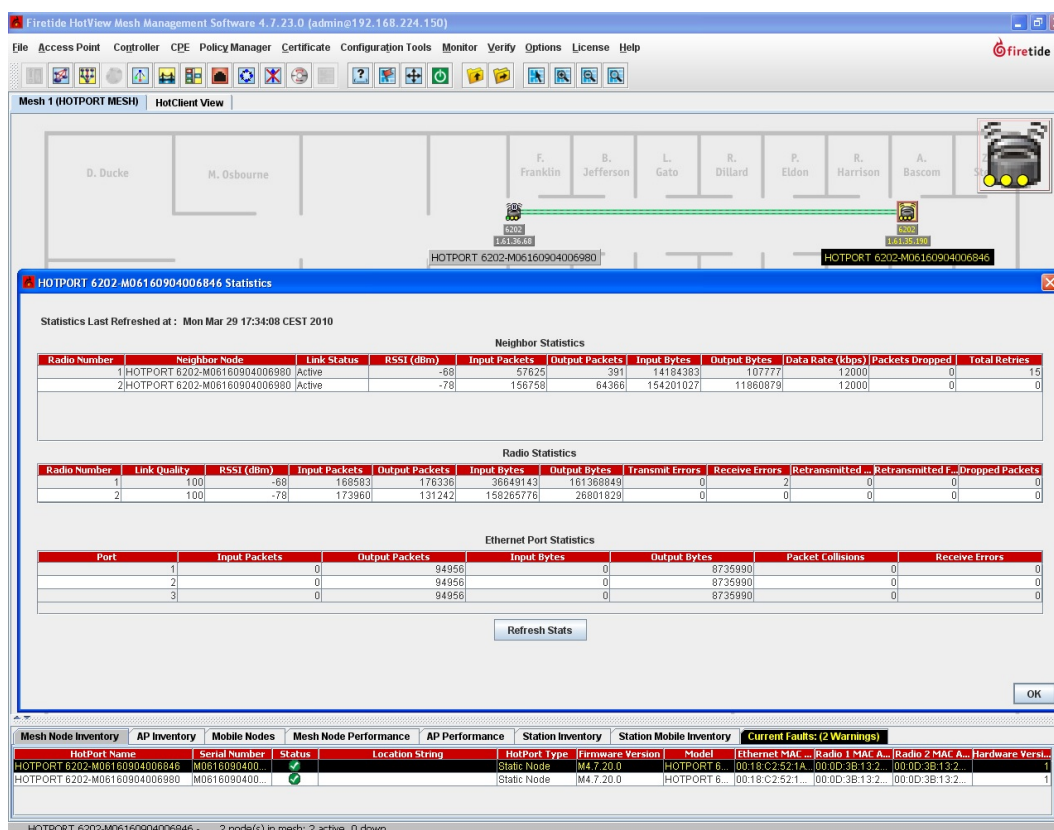 Firetide HotView Mesh Management Software 4.7.23.0 (admin@192.168.224.150)
File Access Point Controller CPE Policy Manager Certificate Configuration Tools Monitor Verify Options License Help
firetide
Mesh 1 (HOTPORT MESH) HotClient View
D. Ducke M. Osbourne F. Franklin B. Jefferson L. Gato R. Dillard P. Eldon R. Harrison A. Bascom
6202 6202
1.61.36.68 1.61.35.190
HOTPORT 6202-M06160904006980 HOTPORT 6202-M06160904006846
HOTPORT 6202-M06160904006846 Statistics
Statistics Last Refreshed at : Mon Mar 29 17:34:08 CEST 2010
Neighbor Statistics
Radio Number Neighbor Node Link Status RSSI (dBm) Input Packets Output Packets Input Bytes Output Bytes Data Rate (kbps) Packets Dropped Total Retries
1 HOTPORT 6202-M06160904006980 Active -68 57625 391 14184383 107777 12000 0 15
2 HOTPORT 6202-M06160904006980 Active -78 156758 64366 154201027 11860879 12000 0 0
Radio Statistics
Radio Number Link Quality RSSI (dBm) Input Packets Output Packets Input Bytes Output Bytes Transmit Errors Receive Errors Retransmitted ... Retransmitted F... Dropped Packets
1 100 -68 168583 176336 36649143 161368849 0 2 0 0 0
2 100 -78 173960 131242 158265776 26801829 0 0 0 0 0
Ethernet Port Statistics
Port Input Packets Output Packets Input Bytes Output Bytes Packet Collisions Receive Errors
1 0 94956 0 8735990 0 0
2 0 94956 0 8735990 0 0
3 0 94956 0 8735990 0 0
Refresh Stats
OK
Mesh Node Inventory AP Inventory Mobile Nodes Mesh Node Performance AP Performance Station Inventory Station Mobile Inventory Current Faults: (2 Warnings)
HotPort Name Serial Number Status Location String HotPort Type Firmware Version Model Ethernet MAC ... Radio 1 MAC A... Radio 2 MAC A... Hardware Versi...
HOTPORT 6202-M06160904006846 M0616090400... Static Node M4.7.20.0 HOTPORT 6... 00:18:C2:52:1A... 00:0D:3B:13:2... 00:0D:3B:13:2... 1
HOTPORT 6202-M06160904006980 M0616090400... Static Node M4.7.20.0 HOTPORT 6... 00:18:C2:52:1... 00:0D:3B:13:2... 00:0D:3B:13:2... 1
HOTPORT 6202-M06160904006846 - 2 node(s) in mesh: 2 active, 0 down